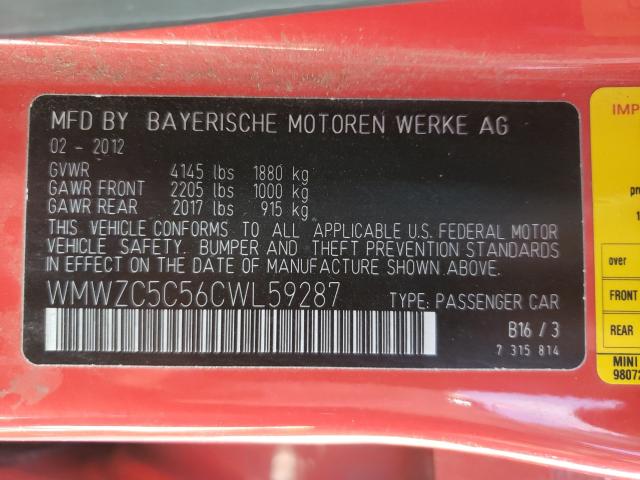 MFD BY BAYERISCHE MOTOREN WERKE AG
02 - 2012
GVWR 4145 lbs 1880 kg
GAWR FRONT 2205 lbs 1000 kg
GAWR REAR 2017 lbs 915 kg
THIS VEHICLE CONFORMS TO ALL APPLICABLE U.S. FEDERAL MOTOR
VEHICLE SAFETY, BUMPER AND THEFT PREVENTION STANDARDS
IN EFFECT ON THE DATE OF MANUFACTURE SHOWN ABOVE.
WMWZC5C56CWL59287 TYPE: PASSENGER CAR
B16 / 3
7 315 814
over
FRONT
REAR
MINI